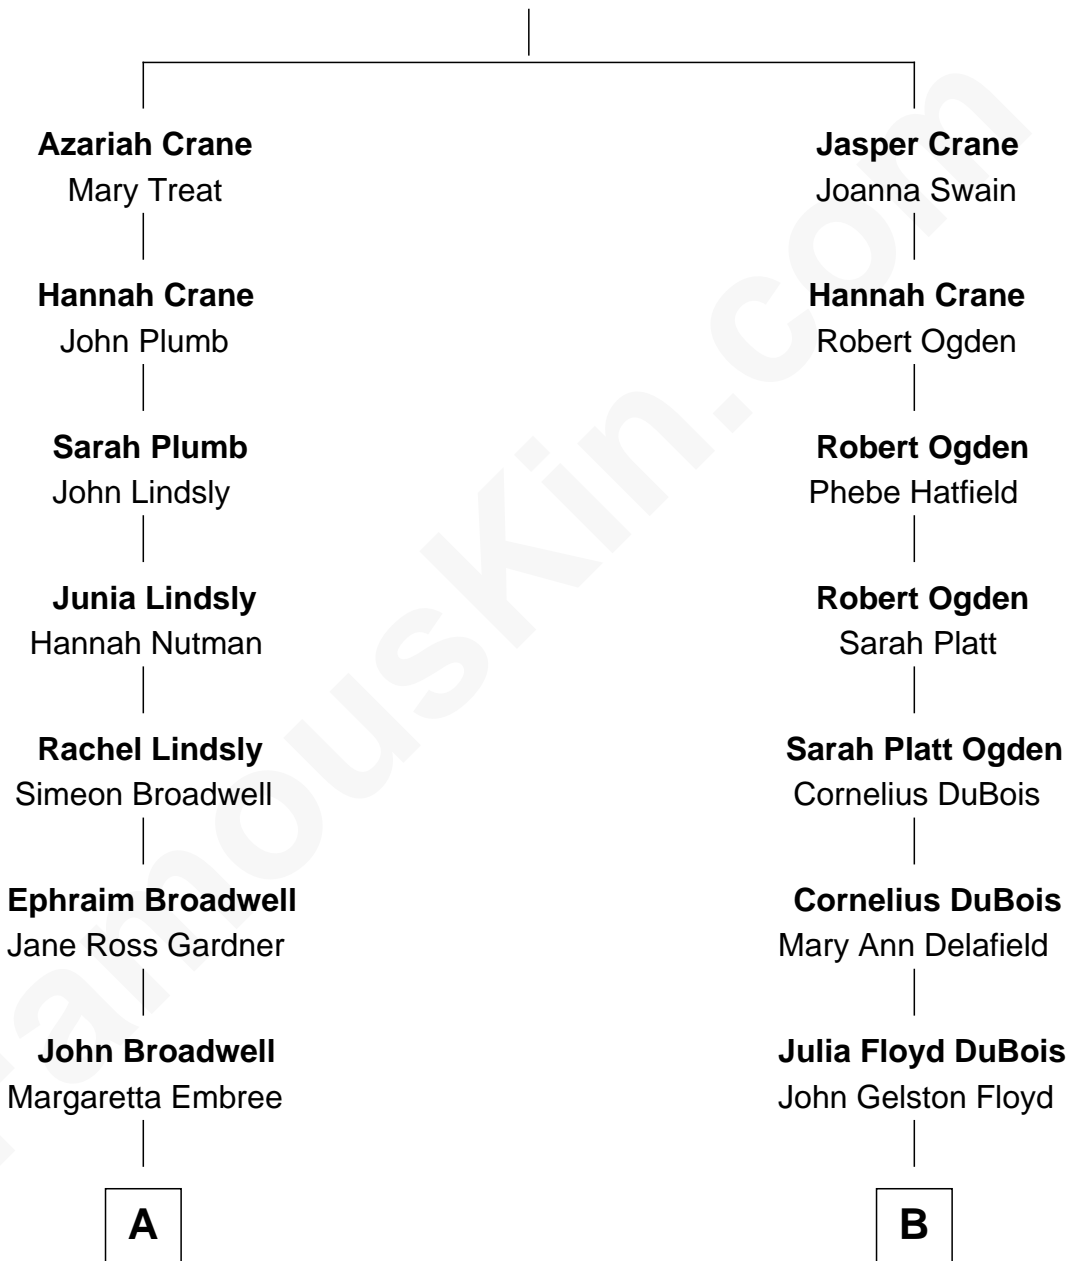 Azariah Crane
Mary Treat
Hannah Crane
John Plumb
Sarah Plumb
John Lindsly
Junia Lindsly
Hannah Nutman
Rachel Lindsly
Simeon Broadwell
Ephraim Broadwell
Jane Ross Gardner
John Broadwell
Margaretta Embree
A
Jasper Crane
Joanna Swain
Hannah Crane
Robert Ogden
Robert Ogden
Phebe Hatfield
Robert Ogden
Sarah Platt
Sarah Platt Ogden
Cornelius DuBois
Cornelius DuBois
Mary Ann Delafield
Julia Floyd DuBois
John Gelston Floyd
B
FamousKin.com